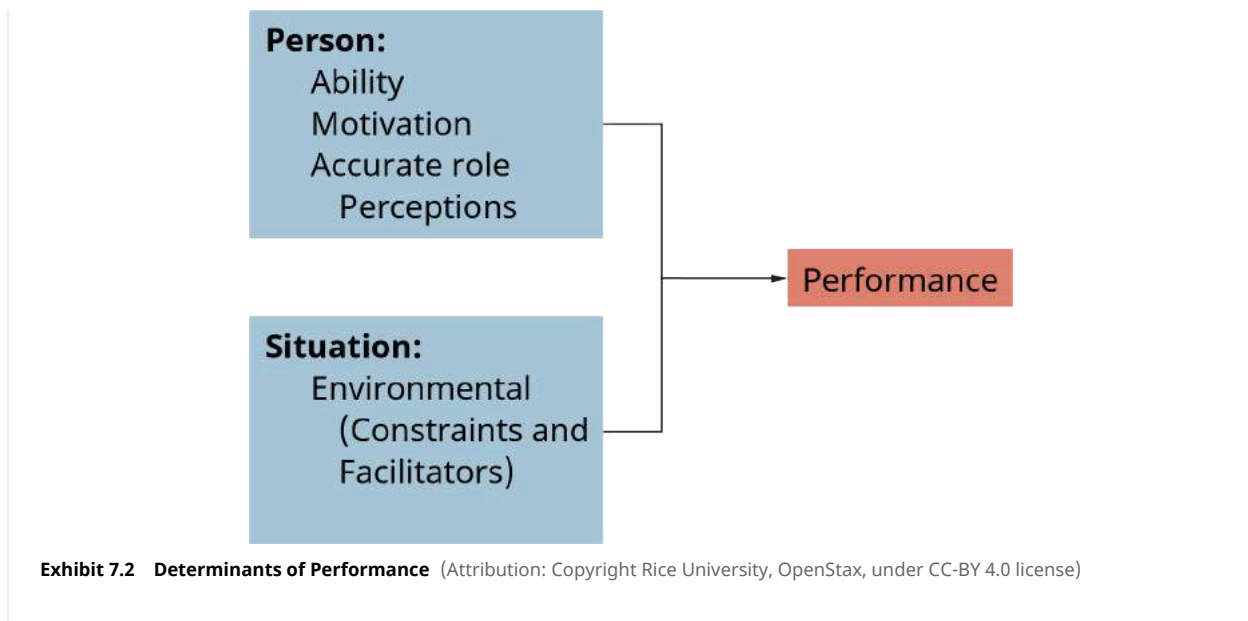 Person:
Ability
Motivation
Accurate role
Perceptions
Performance
Situation:
Environmental
(Constraints and
Facilitators)
Exhibit 7.2 Determinants of Performance (Attribution: Copyright Rice University, OpenStax, under CC-BY 4.0 license)